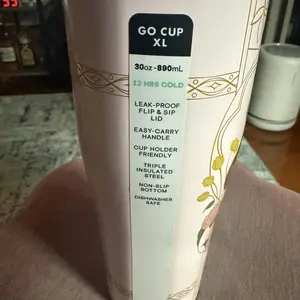 GO CUP
XL
30oz - 890mL
12 HRS COLD
LEAK-PROOF
FLIP & SIP
LID
EASY-CARRY
HANDLE
CUP HOLDER
FRIENDLY
TRIPLE
INSULATED
STEEL
NON-SLIP
BOTTOM
DISHWASHER
SAFE